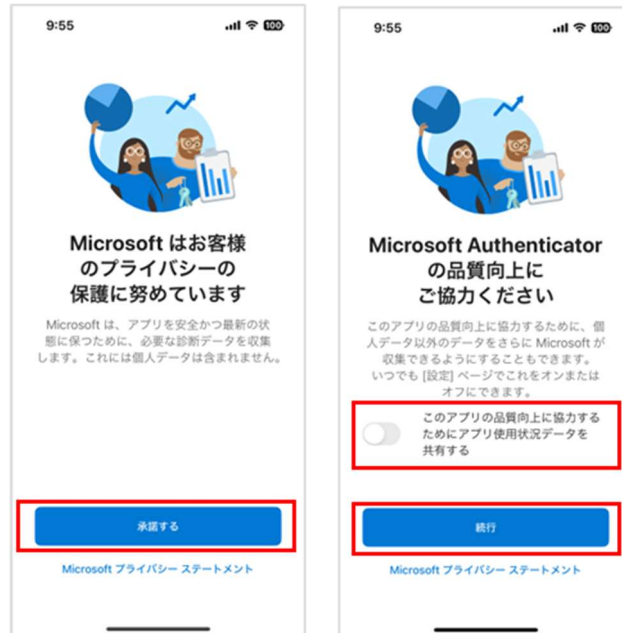 9:55
100
Microsoft はお客様
のプライバシーの
保護に努めています
Microsoft は、アプリを安全かつ最新の状
態に保つために、必要な診断データを収集
します。これには個人データは含まれません。
承諾する
Microsoft プライバシー ステートメント
9:55
100
Microsoft Authenticator
の品質向上に
ご協力ください
このアプリの品質向上に協力するために、個
人データ以外のデータをさらに Microsoft が
収集できるようにすることもできます。
いつでも [設定] ページでこれをオンまたは
オフにできます。
このアプリの品質向上に協力する
ためにアプリ使用状況データを
共有する
続行
Microsoft プライバシー ステートメント